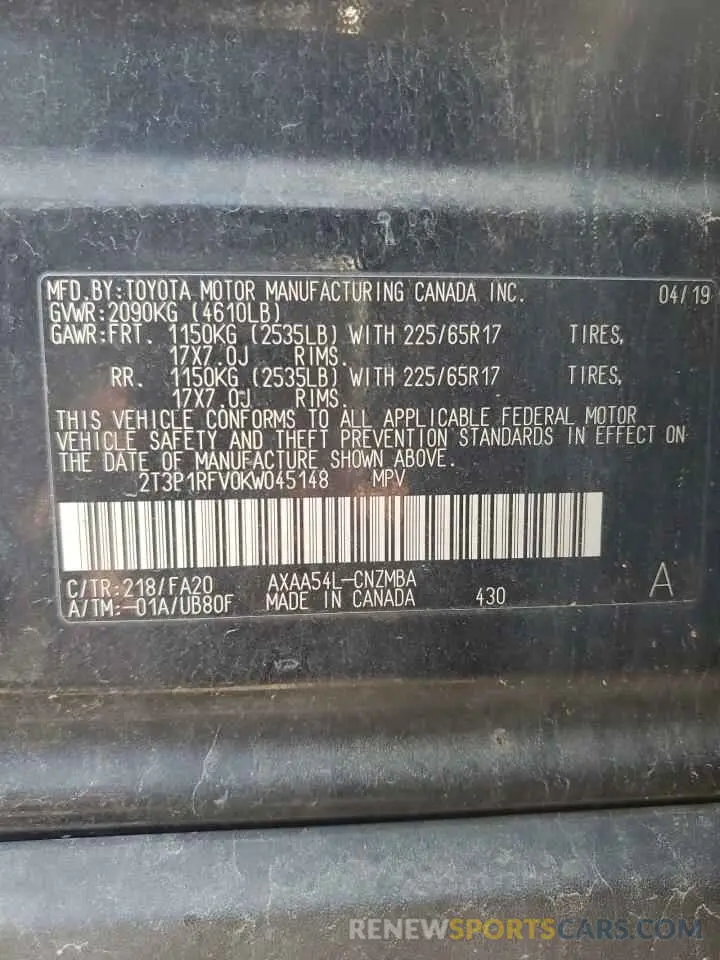 MFD.BY:TOYOTA MOTOR MANUFACTURING CANADA INC. 04/19
GVWR:2090KG (4610LB)
GAWR:FRT. 1150KG (2535LB) WITH 225/65R17 TIRES,
17X7.0J RIMS.
RR. 1150KG (2535LB) WITH 225/65R17 TIRES,
17X7.0J RIMS.
THIS VEHICLE CONFORMS TO ALL APPLICABLE FEDERAL MOTOR
VEHICLE SAFETY AND THEFT PREVENTION STANDARDS IN EFFECT ON
THE DATE OF MANUFACTURE SHOWN ABOVE.
2T3P1RFV0KW045148 MPV
C/TR:218/FA20 AXAA54L-CNZMBA A
A/TM:-01A/UB80F MADE IN CANADA 430
RENEWSPORTSCARS.COM